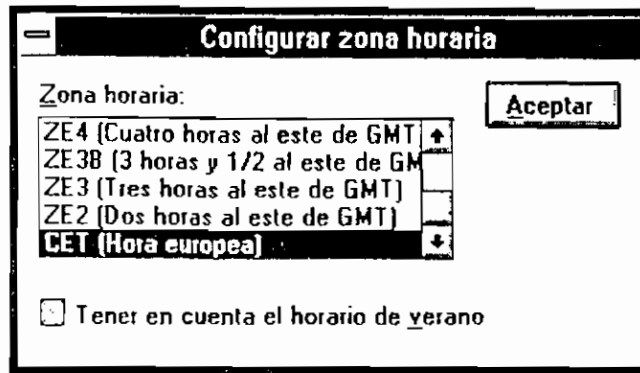 Configurar zona horaria
Zona horaria:
Aceptar
ZE4 (Cuatro horas al este de GMT
ZE3B (3 horas y 1/2 al este de GM
ZE3 (Tres horas al este de GMT)
ZE2 (Dos horas al este de GMT)
CET (Hora europea)
Tener en cuenta el horario de verano